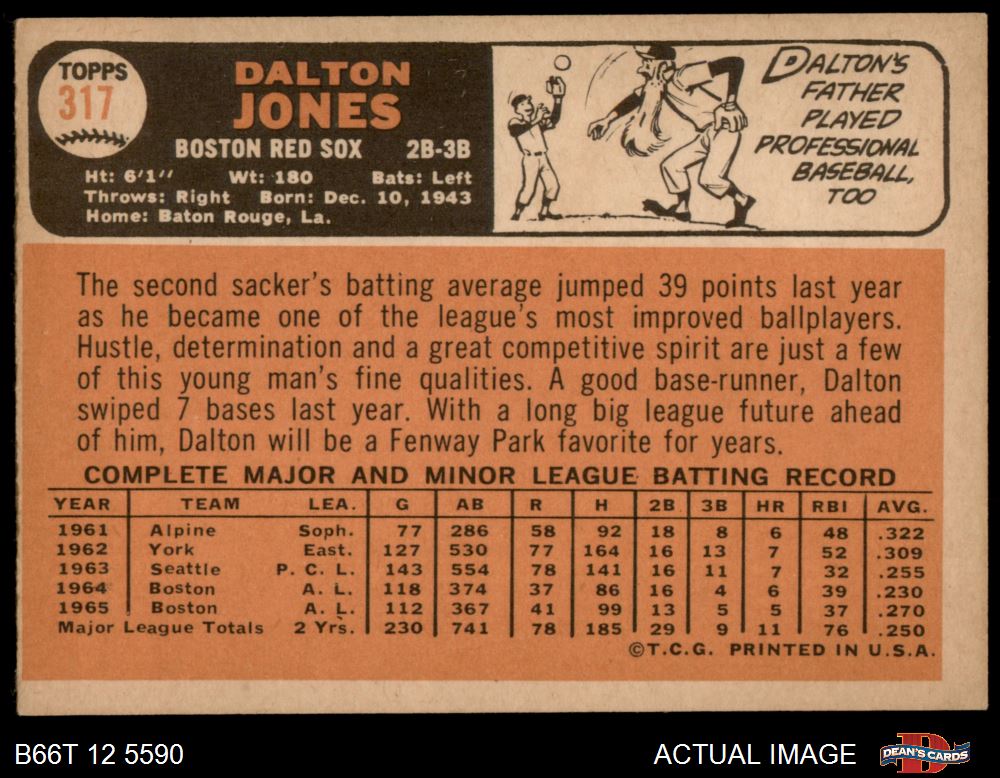 TOPPS
317
DALTON
JONES
BOSTON RED SOX 2B-3B
Ht: 6'1" Wt: 180 Bats: Left
Throws: Right Born: Dec. 10, 1943
Home: Baton Rouge, La.
DALTON'S
FATHER
PLAYED
PROFESSIONAL
BASEBALL,
TOO
The second sacker's batting average jumped 39 points last year
as he became one of the league's most improved ballplayers.
Hustle, determination and a great competitive spirit are just a few
of this young man's fine qualities. A good base-runner, Dalton
swiped 7 bases last year. With a long big league future ahead
of him, Dalton will be a Fenway Park favorite for years.
COMPLETE MAJOR AND MINOR LEAGUE BATTING RECORD
YEAR TEAM LEA. G AB R H 2B 3B HR RBI AVG.
1961 Alpine Soph. 77 286 58 92 18 8 6 48 .322
1962 York East. 127 530 77 164 16 13 7 52 .309
1963 Seattle P. C. L. 143 554 78 141 16 11 7 32 .255
1964 Boston A. L. 118 374 37 86 16 4 6 39 .230
1965 Boston A. L. 112 367 41 99 13 5 5 37 .270
Major League Totals 2 Yrs. 230 741 78 185 29 9 11 76 .250
©T.C.G. PRINTED IN U.S.A.
B66T 12 5590
ACTUAL IMAGE
DEAN'S CARDS